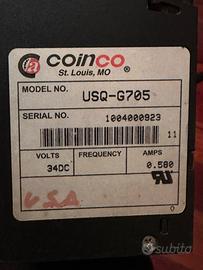 coinco
St. Louis, MO
MODEL NO. USQ-G705
SERIAL NO. 1004000923
11
VOLTS FREQUENCY AMPS
34DC 0.580
U.S.A
subito